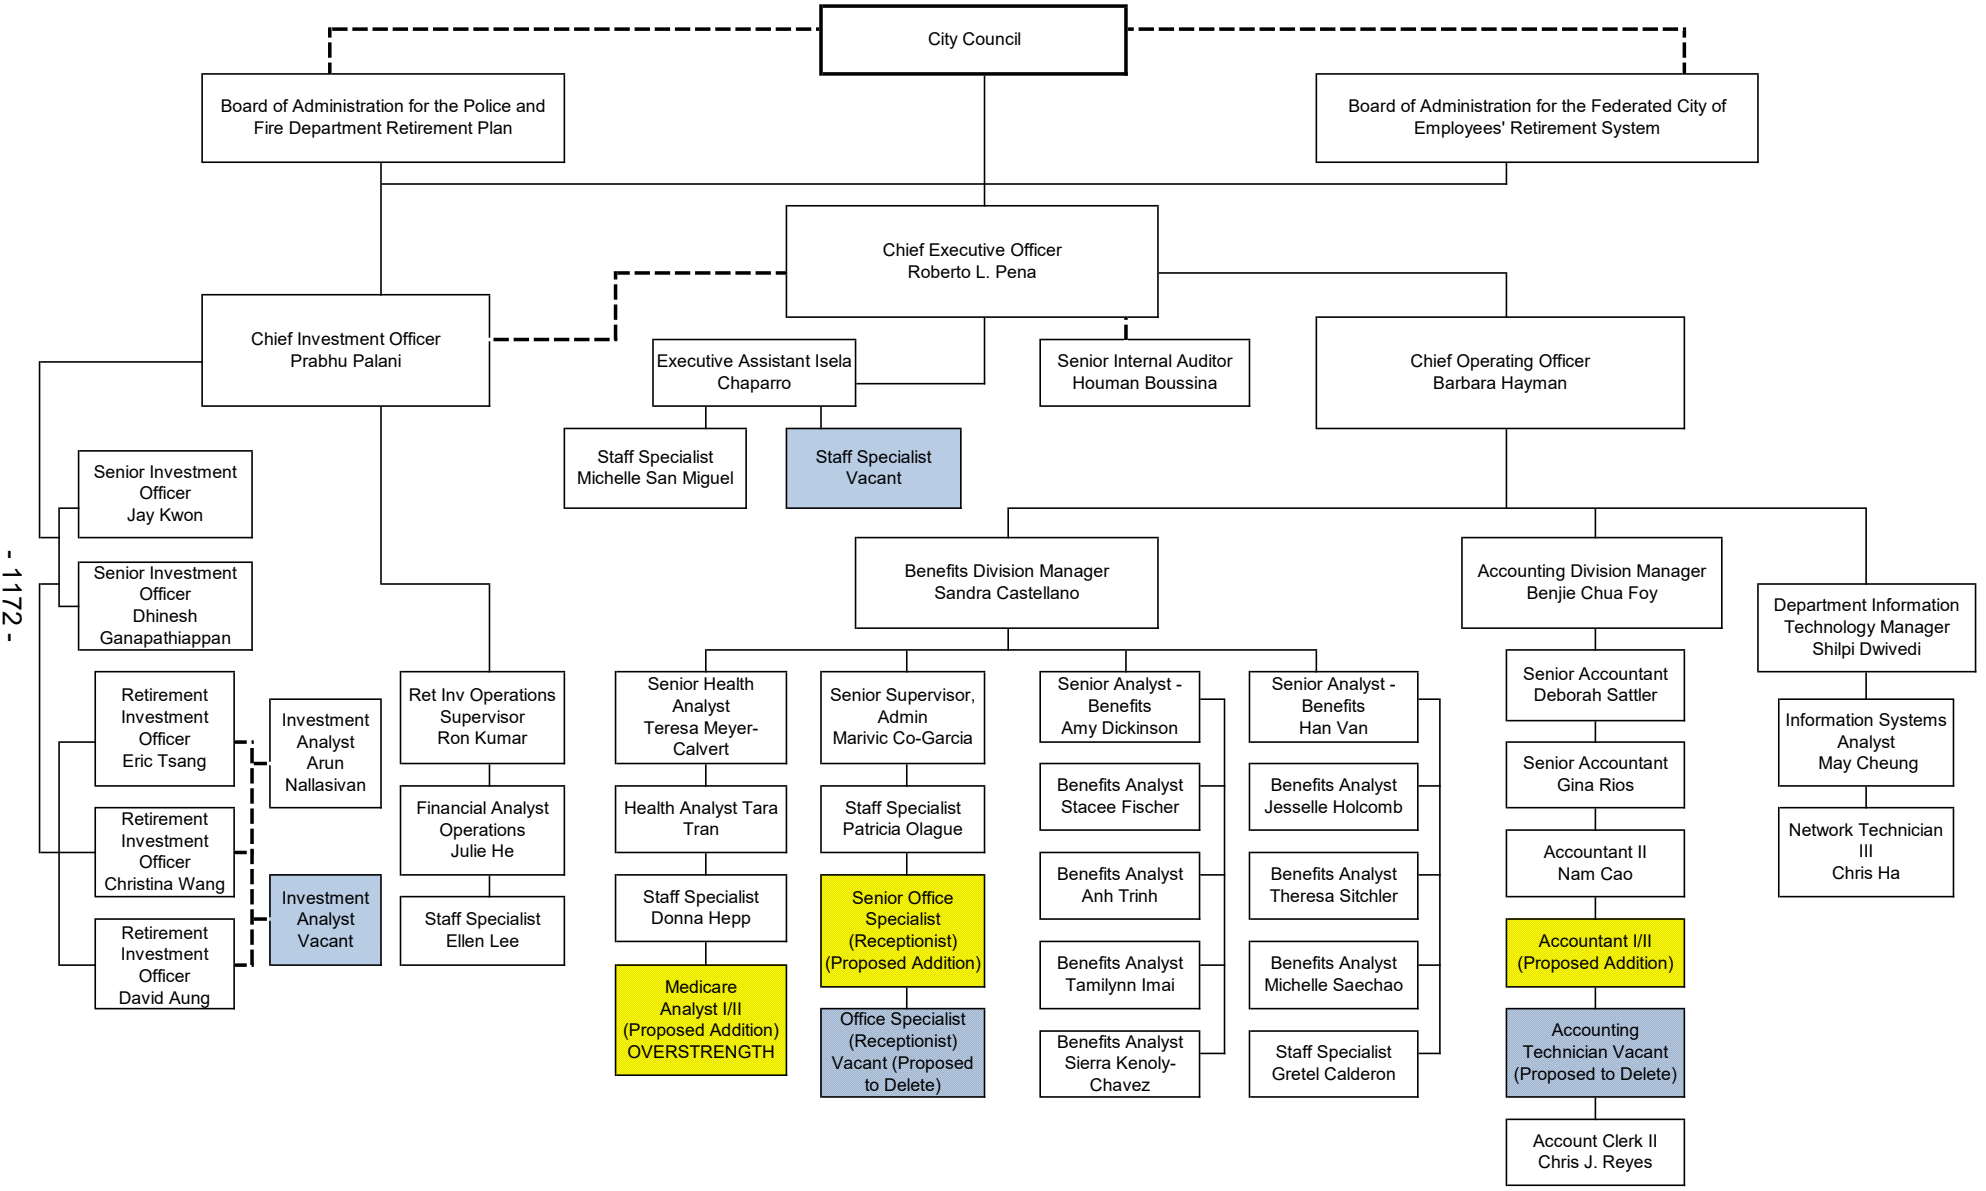 City Council
Board of Administration for the Police and
Fire Department Retirement Plan
Board of Administration for the Federated City of
Employees' Retirement System
Chief Executive Officer
Roberto L. Pena
Chief Investment Officer
Prabhu Palani
Executive Assistant Isela
Chaparro
Senior Internal Auditor
Houman Boussina
Chief Operating Officer
Barbara Hayman
Staff Specialist
Michelle San Miguel
Staff Specialist
Vacant
Senior Investment
Officer
Jay Kwon
Senior Investment
Officer
Dhinesh
Ganapathiappan
- 1172 -
Retirement
Investment
Officer
Eric Tsang
Retirement
Investment
Officer
Christina Wang
Retirement
Investment
Officer
David Aung
Investment
Analyst
Arun
Nallasivan
Investment
Analyst
Vacant
Ret Inv Operations
Supervisor
Ron Kumar
Financial Analyst
Operations
Julie He
Staff Specialist
Ellen Lee
Benefits Division Manager
Sandra Castellano
Senior Health
Analyst
Teresa Meyer-
Calvert
Health Analyst Tara
Tran
Staff Specialist
Donna Hepp
Medicare
Analyst I/II
(Proposed Addition)
OVERSTRENGTH
Senior Supervisor,
Admin
Marivic Co-Garcia
Staff Specialist
Patricia Olague
Senior Office
Specialist
(Receptionist)
(Proposed Addition)
Office Specialist
(Receptionist)
Vacant (Proposed
to Delete)
Senior Analyst -
Benefits
Amy Dickinson
Benefits Analyst
Stacee Fischer
Benefits Analyst
Anh Trinh
Benefits Analyst
Tamilynn Imai
Benefits Analyst
Sierra Kenoly-
Chavez
Senior Analyst -
Benefits
Han Van
Benefits Analyst
Jesselle Holcomb
Benefits Analyst
Theresa Sitchler
Benefits Analyst
Michelle Saechao
Staff Specialist
Gretel Calderon
Accounting Division Manager
Benjie Chua Foy
Senior Accountant
Deborah Sattler
Senior Accountant
Gina Rios
Accountant II
Nam Cao
Accountant I/II
(Proposed Addition)
Accounting
Technician Vacant
(Proposed to Delete)
Account Clerk II
Chris J. Reyes
Department Information
Technology Manager
Shilpi Dwivedi
Information Systems
Analyst
May Cheung
Network Technician
III
Chris Ha